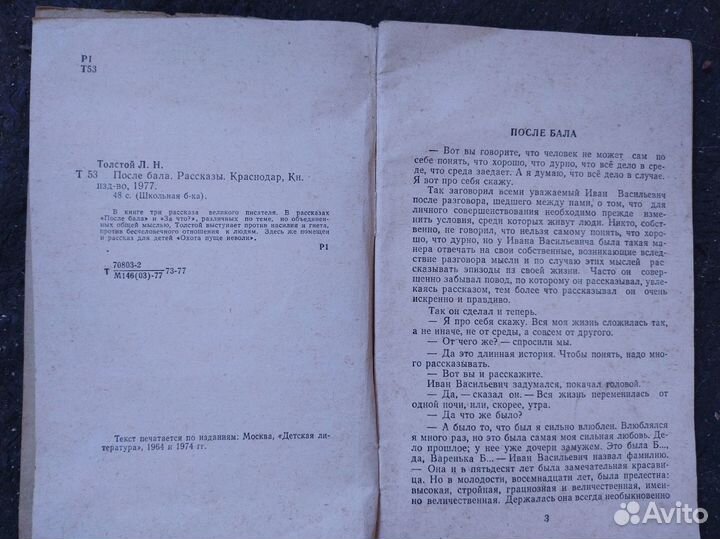 Р1
Т53
Толстой Л. Н.
Т 53 После бала. Рассказы. Краснодар, Кн.
изд-во, 1977.
48 с. (Школьная б-ка).
В книге три рассказа великого писателя. В рассказах
«После бала» и «За что?», различных по теме, но объединен-
ных общей мыслью, Толстой выступает против насилия и гнета,
против бесчеловечного отношения к людям. Здесь же помещен
и рассказ для детей «Охота пуще неволи».
Р1
Т 70803-2 73-77
М146(03)-77
Текст печатается по изданиям: Москва, «Детская ли-
тература», 1964 и 1974 гг.
ПОСЛЕ БАЛА
— Вот вы говорите, что человек не может сам по
себе понять, что хорошо, что дурно, что всё дело в сре-
де, что среда заедает. А я думаю, что всё дело в случае.
Я вот про себя скажу.
Так заговорил всеми уважаемый Иван Васильевич
после разговора, шедшего между нами, о том, что для
личного совершенствования необходимо прежде изме-
нить условия, среди которых живут люди. Никто, соб-
ственно, не говорил, что нельзя самому понять, что хоро-
шо, что дурно, но у Ивана Васильевича была такая мане-
ра отвечать на свои собственные, возникающие вследст-
вие разговора мысли и по случаю этих мыслей рас-
сказывать эпизоды из своей жизни. Часто он совер-
шенно забывал повод, по которому он рассказывал, увле-
каясь рассказом, тем более что рассказывал он очень
искренно и правдиво.
Так он сделал и теперь.
— Я про себя скажу. Вся моя жизнь сложилась так,
а не иначе, не от среды, а совсем от другого.
— От чего же? — спросили мы.
— Да это длинная история. Чтобы понять, надо мно-
го рассказывать.
— Вот вы и расскажите.
Иван Васильевич задумался, покачал головой.
— Да, — сказал он. — Вся жизнь переменилась от
одной ночи, или, скорее, утра.
— Да что же было?
— А было то, что был я сильно влюблен. Влюблялся
я много раз, но это была самая моя сильная любовь. Де-
ло прошлое; у нее уже дочери замужем. Это была Б...,
да, Варенька Б... — Иван Васильевич назвал фамилию.
— Она и в пятьдесят лет была замечательная красави-
ца. Но в молодости, восемнадцати лет, была прелестна:
высокая, стройная, грациозная и величественная, имен-
но величественная. Держалась она всегда необыкновенно
3
Avito